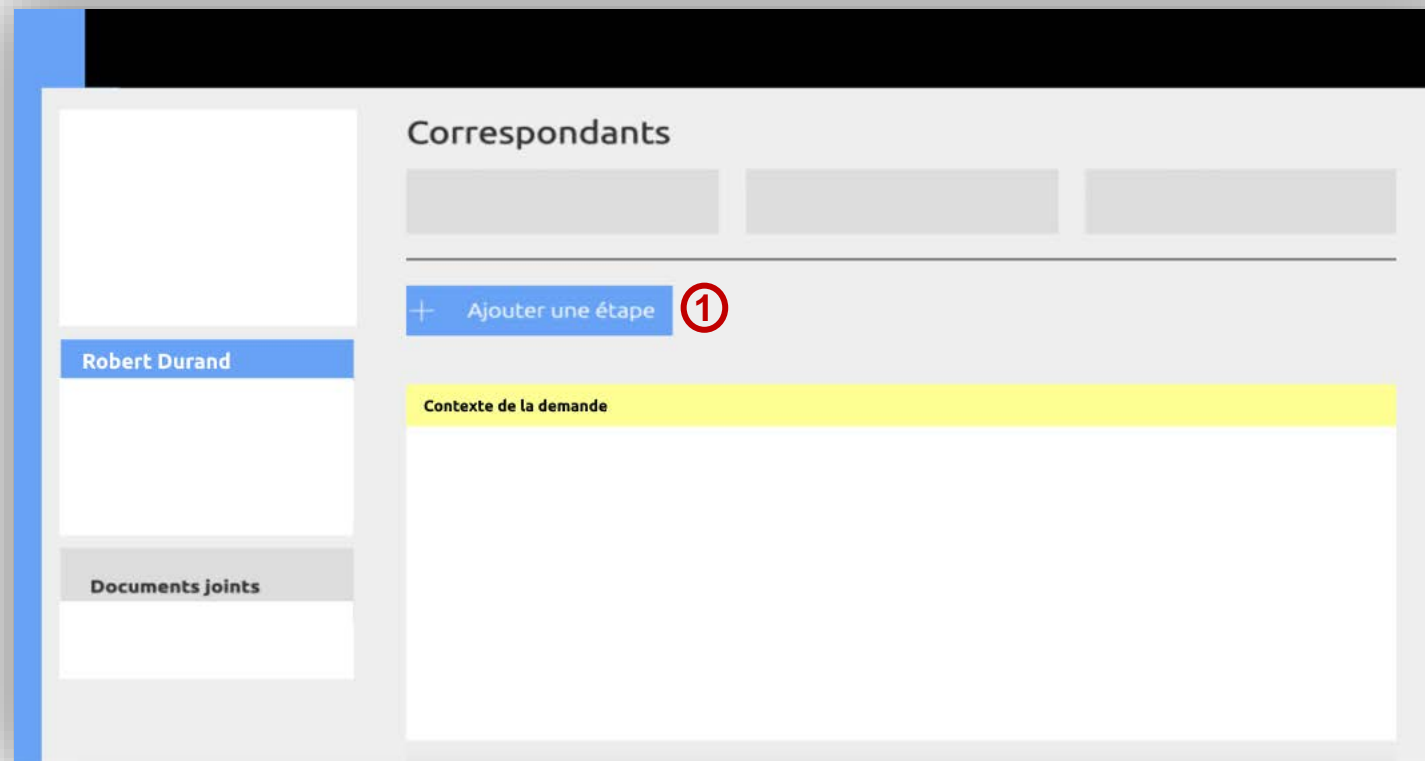 Correspondants
+ Ajouter une étape
1
Robert Durand
Contexte de la demande
Documents joints